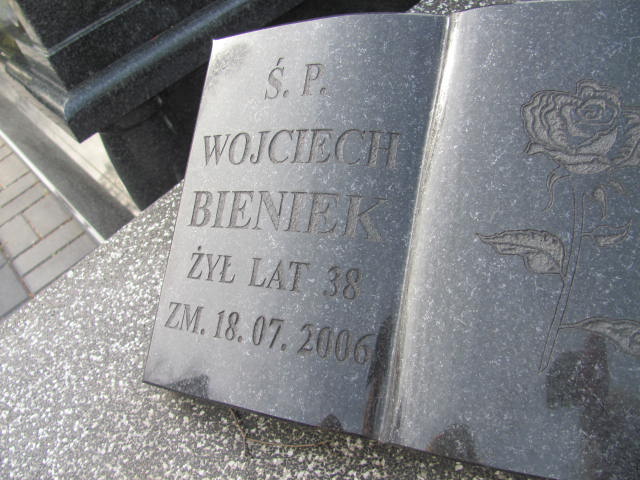 Ś. P.
WOJCIECH
BIENIEK
ŻYŁ LAT 38
ZM. 18.07.2006